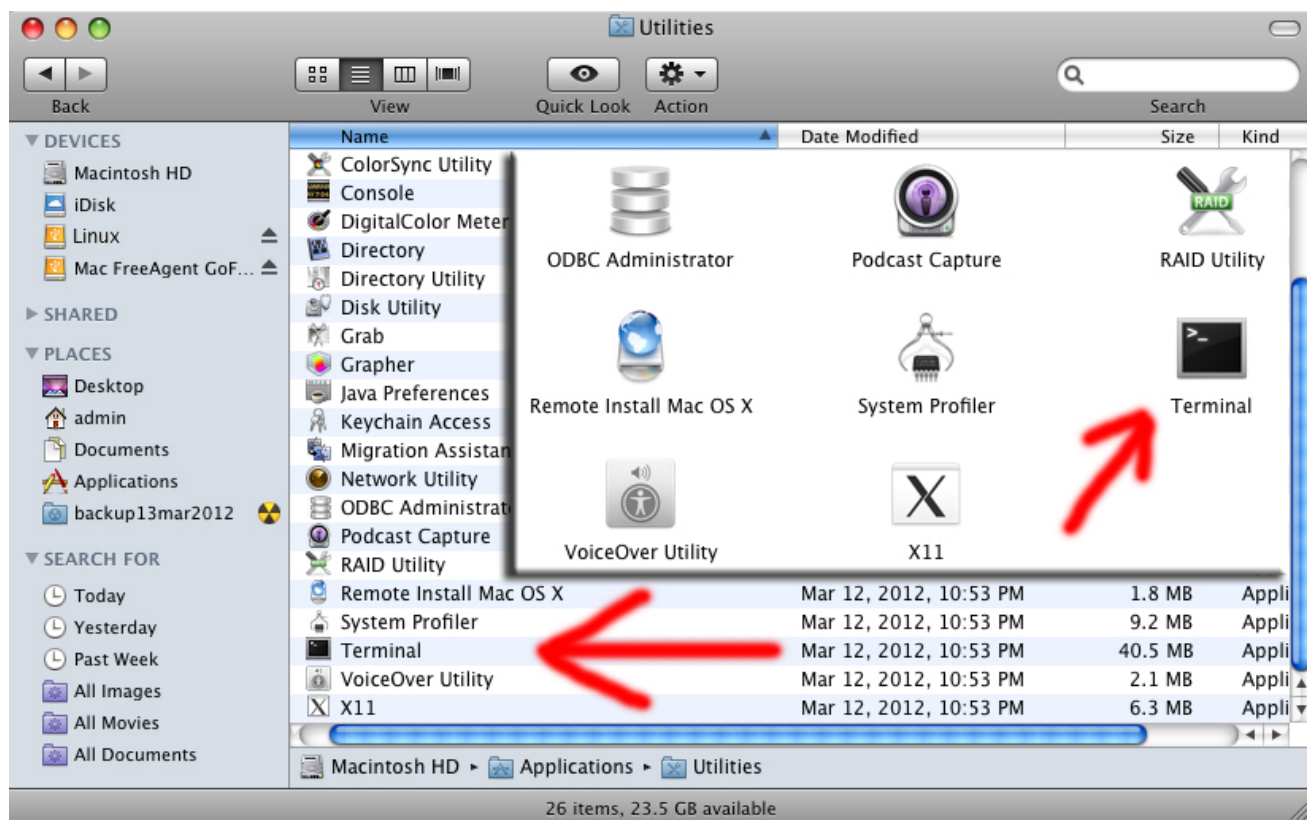 Utilities
Back
View
Quick Look
Action
Search
DEVICES
Macintosh HD
iDisk
Linux
Mac FreeAgent GoF...
SHARED
PLACES
Desktop
admin
Documents
Applications
backup13mar2012
SEARCH FOR
Today
Yesterday
Past Week
All Images
All Movies
All Documents
Name Date Modified Size Kind
ColorSync Utility
Console
DigitalColor Meter
Directory
Directory Utility
Disk Utility
Grab
Grapher
Java Preferences
Keychain Access
Migration Assistan
Network Utility
ODBC Administrat
Podcast Capture
RAID Utility
Remote Install Mac OS X Mar 12, 2012, 10:53 PM 1.8 MB Appli
System Profiler Mar 12, 2012, 10:53 PM 9.2 MB Appli
Terminal Mar 12, 2012, 10:53 PM 40.5 MB Appli
VoiceOver Utility Mar 12, 2012, 10:53 PM 2.1 MB Appli
X11 Mar 12, 2012, 10:53 PM 6.3 MB Appli
RAID
ODBC Administrator Podcast Capture RAID Utility
>_
Remote Install Mac OS X System Profiler Terminal
X
VoiceOver Utility X11
Macintosh HD ▸ Applications ▸ Utilities
26 items, 23.5 GB available